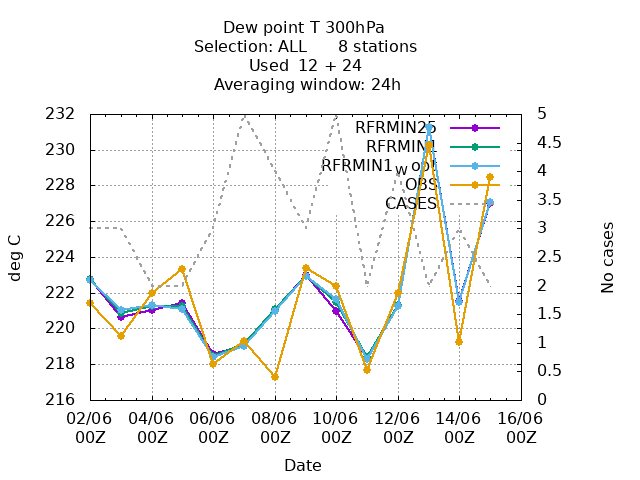 Dew point T 300hPa
Selection: ALL 8 stations
Used 12 + 24
Averaging window: 24h
232
230
228
226
224
222
220
218
216
deg C
5
4.5
4
3.5
3
2.5
2
1.5
1
0.5
0
No cases
RFRMIN25
RFRMIN1
RFRMIN1w opt
OBS
CASES
02/06 04/06 06/06 08/06 10/06 12/06 14/06 16/06
00Z 00Z 00Z 00Z 00Z 00Z 00Z 00Z
Date